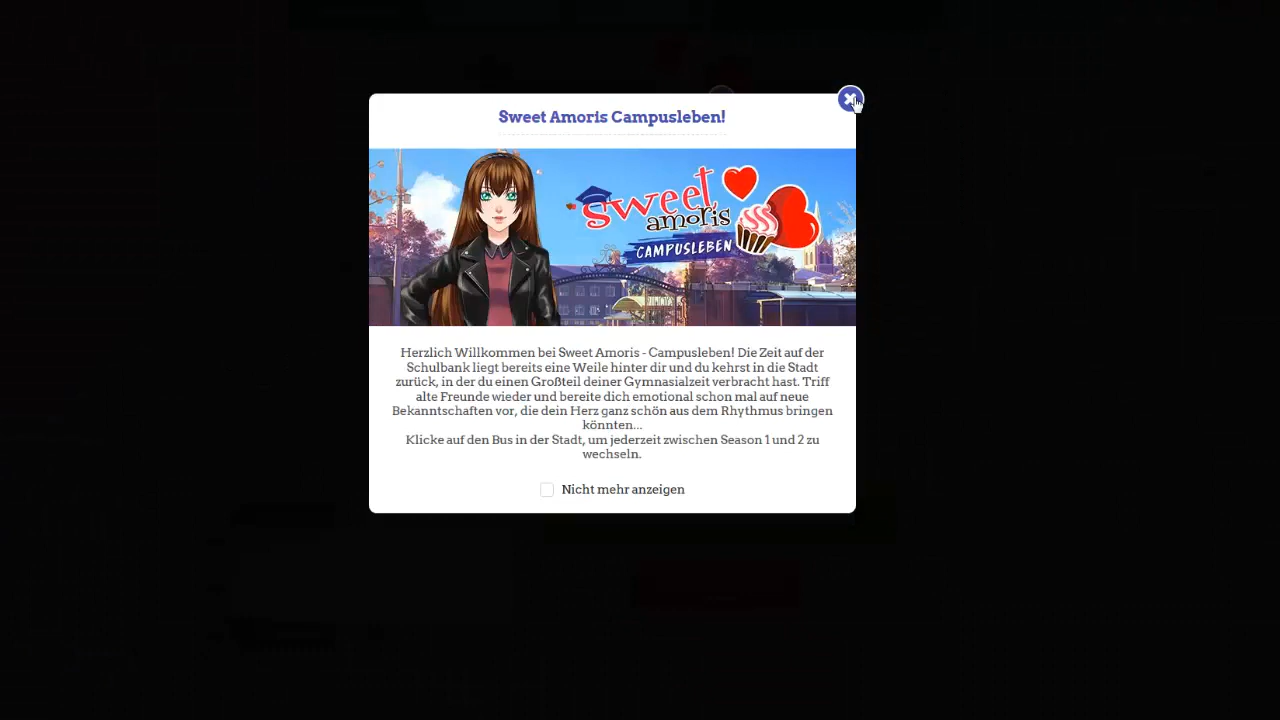 Sweet Amoris Campusleben!
sweet
amoris
CAMPUSLEBEN
Herzlich Willkommen bei Sweet Amoris - Campusleben! Die Zeit auf der
Schulbank liegt bereits eine Weile hinter dir und du kehrst in die Stadt
zurück, in der du einen Großteil deiner Gymnasialzeit verbracht hast. Triff
alte Freunde wieder und bereite dich emotional schon mal auf neue
Bekanntschaften vor, die dein Herz ganz schön aus dem Rhythmus bringen
könnten...
Klicke auf den Bus in der Stadt, um jederzeit zwischen Season 1 und 2 zu
wechseln.
Nicht mehr anzeigen